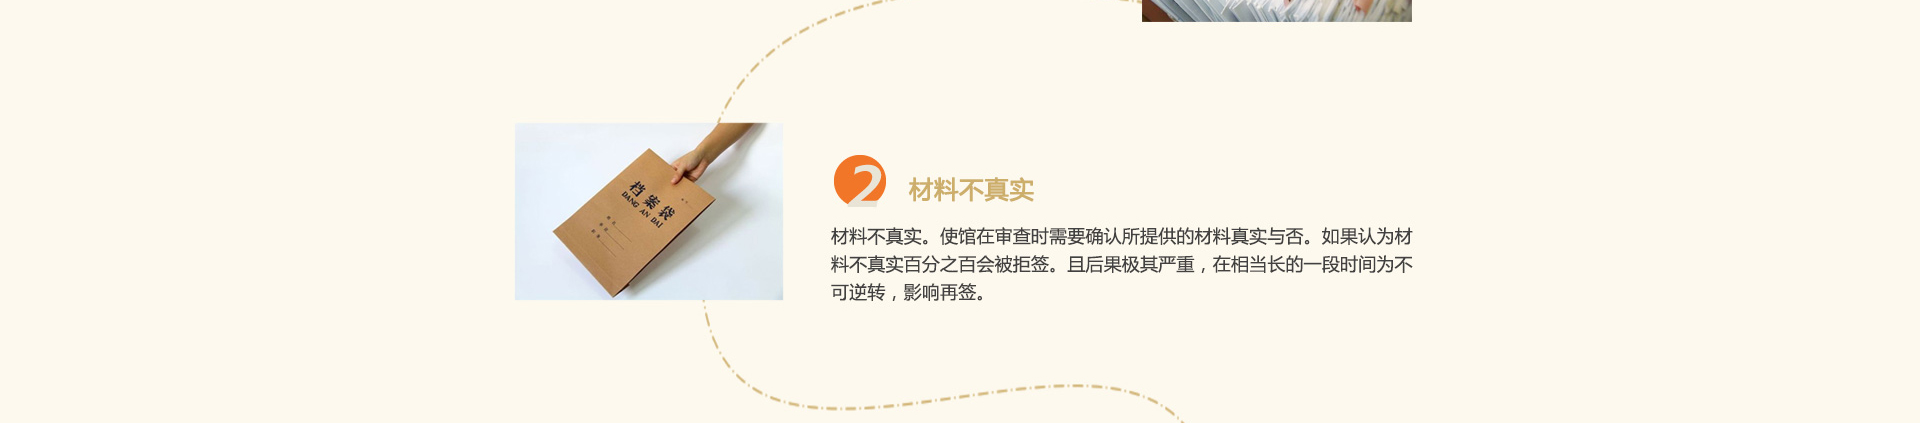 档案袋
DANG AN DAI
2
材料不真实
材料不真实。使馆在审查时需要确认所提供的材料真实与否。如果认为材
料不真实百分之百会被拒签。且后果极其严重，在相当长的一段时间为不
可逆转，影响再签。